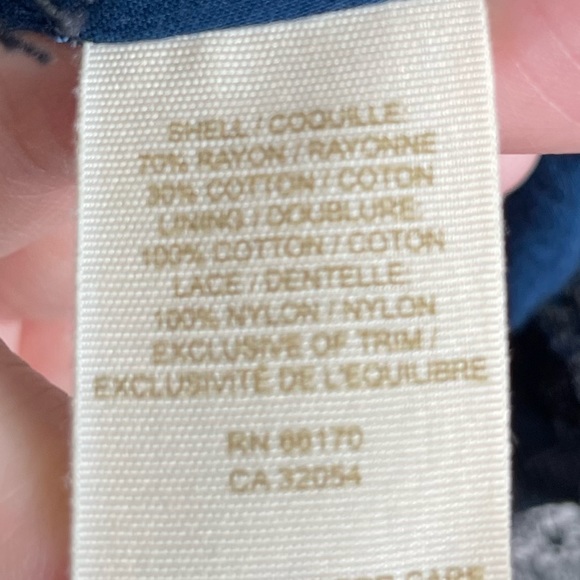 SHELL / COQUILLE
70% RAYON / RAYONNE
30% COTTON / COTON
LINING / DOUBLURE
100% COTTON / COTON
LACE / DENTELLE
100% NYLON / NYLON
EXCLUSIVE OF TRIM /
EXCLUSIVITÉ DE L'EQUILIBRE
RN 66170
CA 32054
CARE